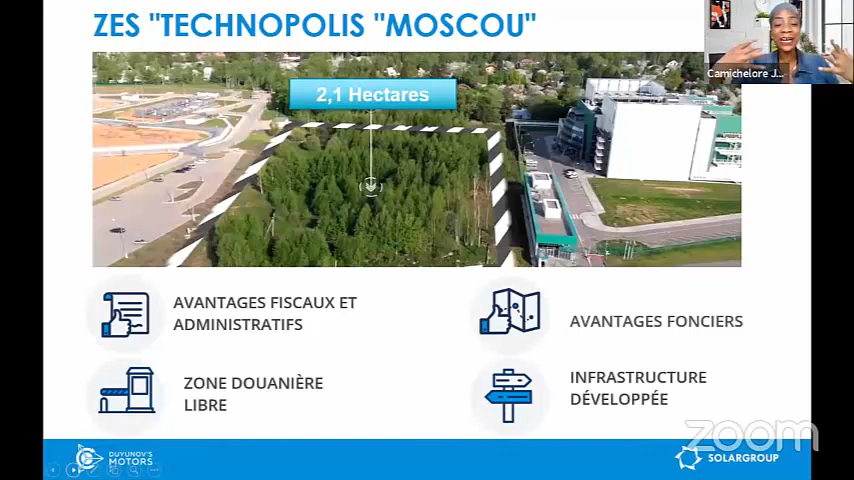 ZES "TECHNOPOLIS "MOSCOU"
Camichelore J...
2,1 Hectares
AVANTAGES FISCAUX ET
ADMINISTRATIFS
AVANTAGES FONCIERS
ZONE DOUANIÈRE
LIBRE
INFRASTRUCTURE
DÉVELOPPÉE
zoom
DUYUNOV'S
MOTORS
SOLARGROUP